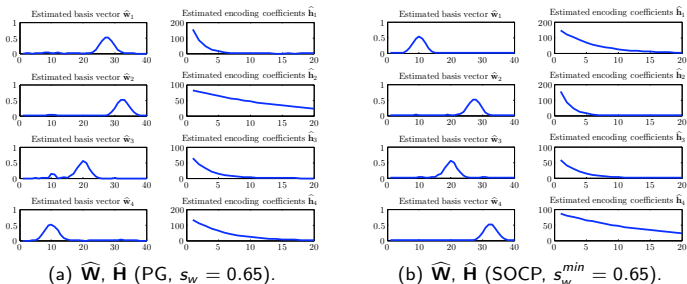 Estimated basis vector ŵ₁ Estimated encoding coefficients ĥ₁ Estimated basis vector ŵ₁ Estimated encoding coefficients ĥ₁
1 0.5 0 0 10 20 30 40
200 100 0 0 5 10 15 20
1 0.5 0 0 10 20 30 40
200 100 0 0 10 20
Estimated basis vector ŵ₂ Estimated encoding coefficients ĥ₂ Estimated basis vector ŵ₂ Estimated encoding coefficients ĥ₂
1 0.5 0 0 10 20 30 40
100 50 0 0 5 10 15 20
1 0.5 0 0 10 20 30 40
200 100 0 0 10 20
Estimated basis vector ŵ₃ Estimated encoding coefficients ĥ₃ Estimated basis vector ŵ₃ Estimated encoding coefficients ĥ₃
1 0.5 0 0 10 20 30 40
100 50 0 0 5 10 15 20
1 0.5 0 0 10 20 30 40
100 50 0 0 10 20
Estimated basis vector ŵ₄ Estimated encoding coefficients ĥ₄ Estimated basis vector ŵ₄ Estimated encoding coefficients ĥ₄
1 0.5 0 0 10 20 30 40
200 100 0 0 5 10 15 20
1 0.5 0 0 10 20 30 40
100 50 0 0 10 20
(a) Ŵ, Ĥ (PG, s_w = 0.65). (b) Ŵ, Ĥ (SOCP, s_w^min = 0.65).